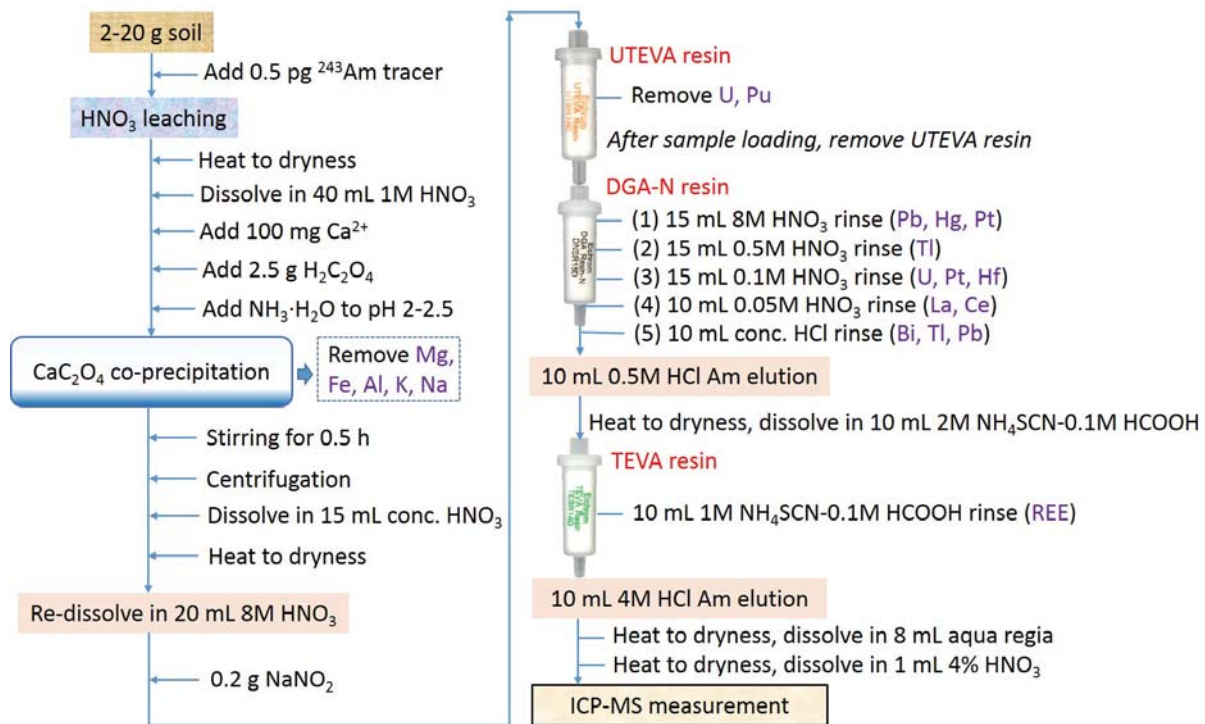 2-20 g soil
Add 0.5 pg ²⁴³Am tracer
HNO₃ leaching
Heat to dryness
Dissolve in 40 mL 1M HNO₃
Add 100 mg Ca²⁺
Add 2.5 g H₂C₂O₄
Add NH₃·H₂O to pH 2-2.5
CaC₂O₄ co-precipitation
Remove Mg,
Fe, Al, K, Na
Stirring for 0.5 h
Centrifugation
Dissolve in 15 mL conc. HNO₃
Heat to dryness
Re-dissolve in 20 mL 8M HNO₃
0.2 g NaNO₂
UTEVA resin
Eichrom
UTEVA Resin
Remove U, Pu
After sample loading, remove UTEVA resin
DGA-N resin
Eichrom
DGA Resin-N
(1) 15 mL 8M HNO₃ rinse (Pb, Hg, Pt)
(2) 15 mL 0.5M HNO₃ rinse (Tl)
(3) 15 mL 0.1M HNO₃ rinse (U, Pt, Hf)
(4) 10 mL 0.05M HNO₃ rinse (La, Ce)
(5) 10 mL conc. HCl rinse (Bi, Tl, Pb)
10 mL 0.5M HCl Am elution
Heat to dryness, dissolve in 10 mL 2M NH₄SCN-0.1M HCOOH
TEVA resin
Eichrom
TEVA Resin
10 mL 1M NH₄SCN-0.1M HCOOH rinse (REE)
10 mL 4M HCl Am elution
Heat to dryness, dissolve in 8 mL aqua regia
Heat to dryness, dissolve in 1 mL 4% HNO₃
ICP-MS measurement